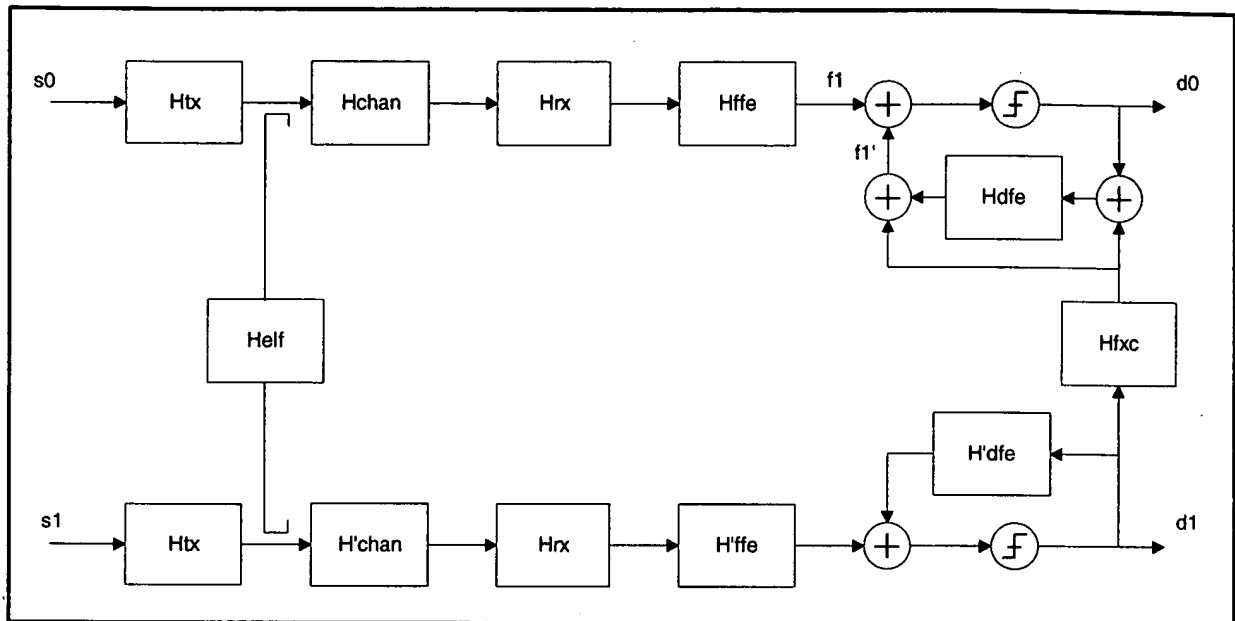 s0
Htx
Hchan
Hrx
Hffe
f1
d0
f1'
Hdfe
Helf
Hfxc
H'dfe
s1
Htx
H'chan
Hrx
H'ffe
d1